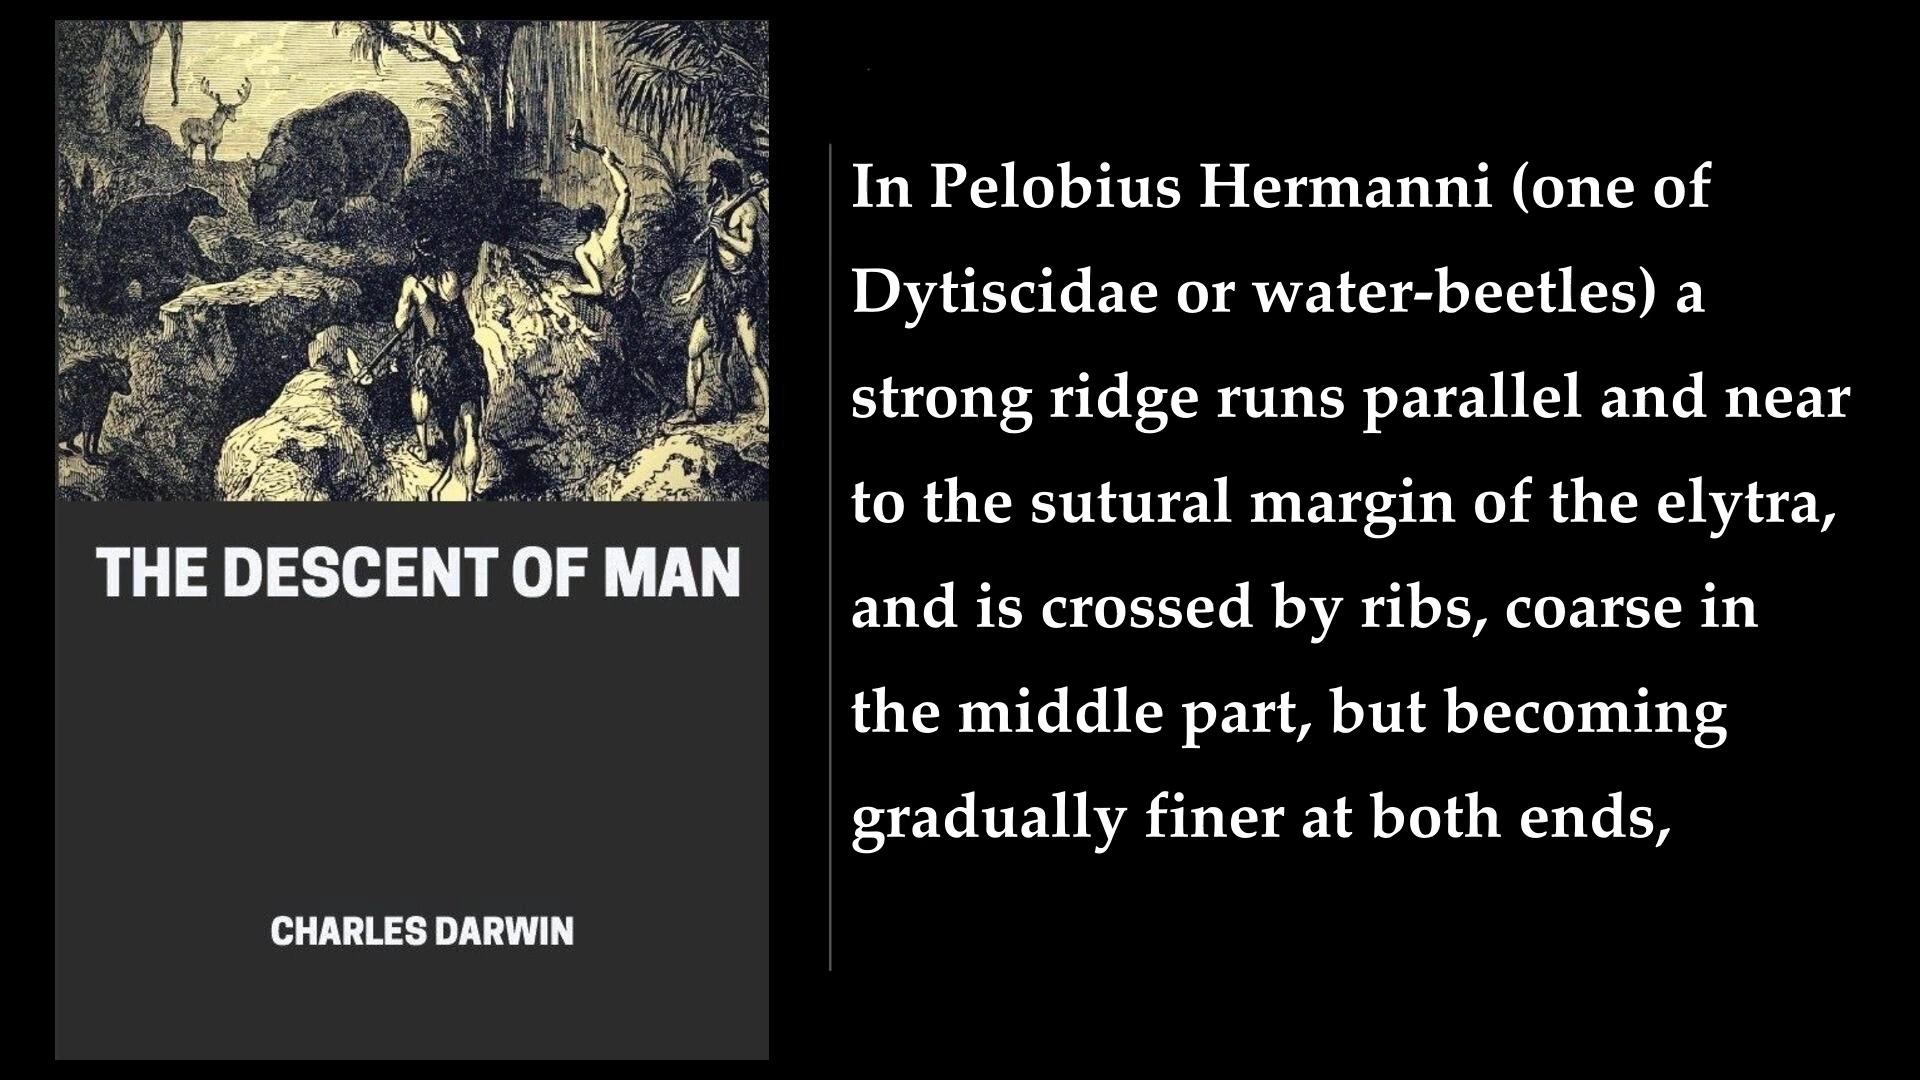 THE DESCENT OF MAN
CHARLES DARWIN
In Pelobius Hermanni (one of
Dytiscidae or water-beetles) a
strong ridge runs parallel and near
to the sutural margin of the elytra,
and is crossed by ribs, coarse in
the middle part, but becoming
gradually finer at both ends,